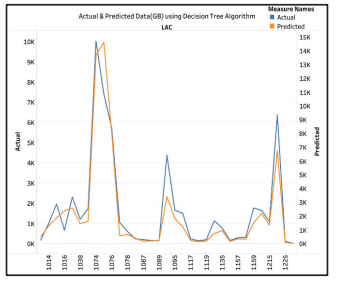 Actual & Predicted Data(GB) using Decision Tree Algorithm
LAC
Measure Names
Actual
Predicted
10K
9K
8K
7K
6K
5K
4K
3K
2K
1K
0K
Actual
15K
14K
13K
12K
11K
10K
9K
8K
7K
6K
5K
4K
3K
2K
1K
0K
Predicted
1014
1016
1038
1074
1076
1078
1087
1089
1095
1117
1119
1135
1157
1159
1215
1225